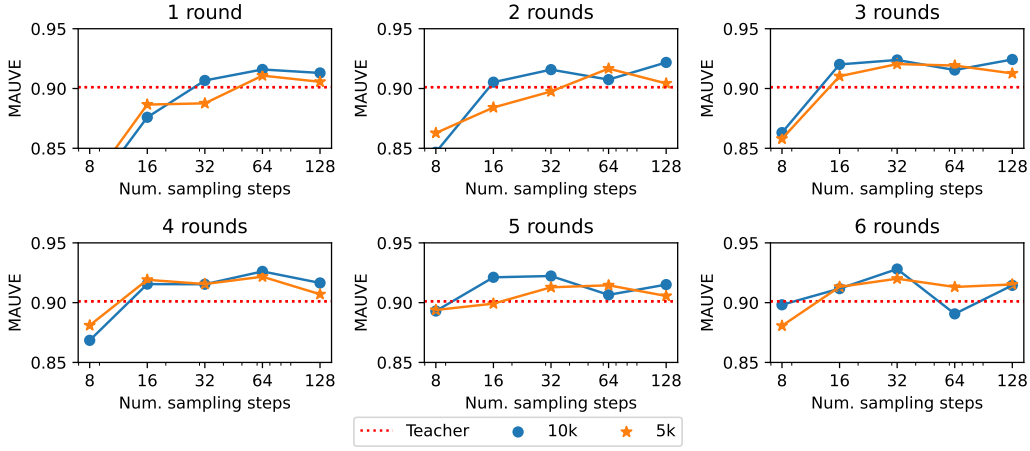 1 round
2 rounds
3 rounds
MAUVE
0.95
0.90
0.85
8 16 32 64 128
Num. sampling steps
MAUVE
0.95
0.90
0.85
8 16 32 64 128
Num. sampling steps
MAUVE
0.95
0.90
0.85
8 16 32 64 128
Num. sampling steps
4 rounds
5 rounds
6 rounds
MAUVE
0.95
0.90
0.85
8 16 32 64 128
Num. sampling steps
MAUVE
0.95
0.90
0.85
8 16 32 64 128
Num. sampling steps
MAUVE
0.95
0.90
0.85
8 16 32 64 128
Num. sampling steps
Teacher 10k 5k